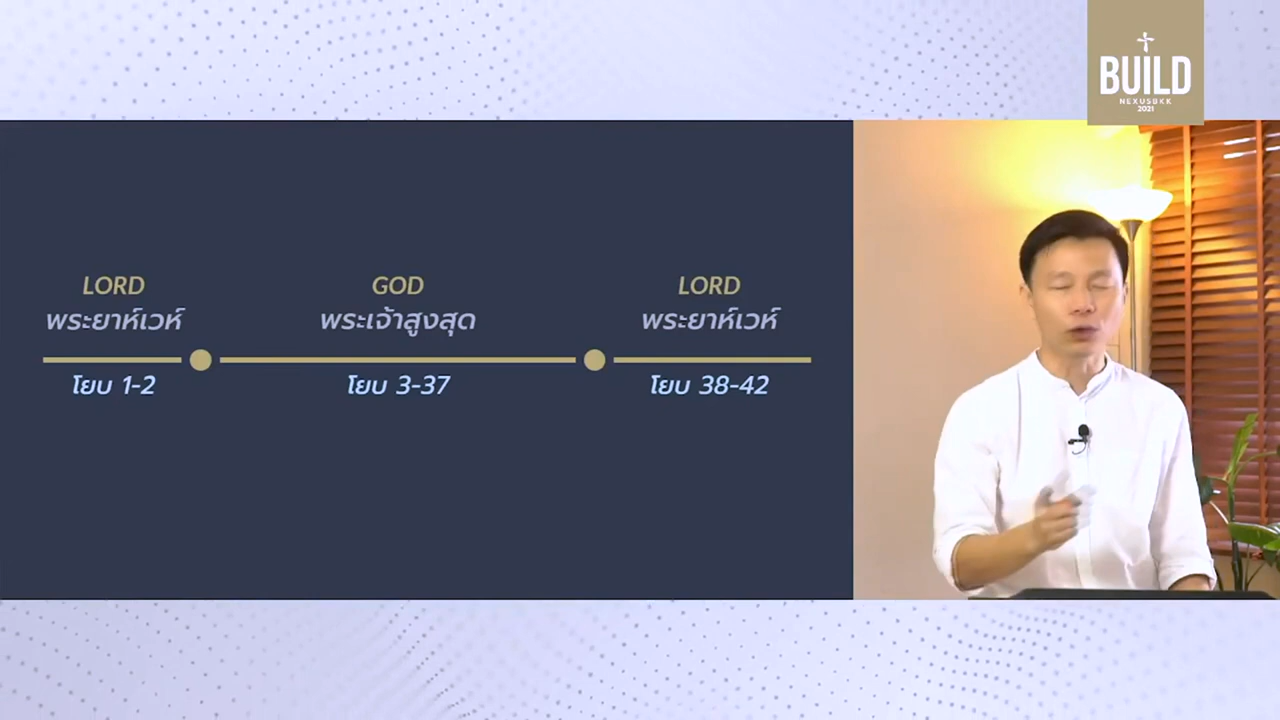 BUILD
NEXUSBKK
2021
LORD
พระยาห์เวห์
โยบ 1-2
GOD
พระเจ้าสูงสุด
โยบ 3-37
LORD
พระยาห์เวห์
โยบ 38-42